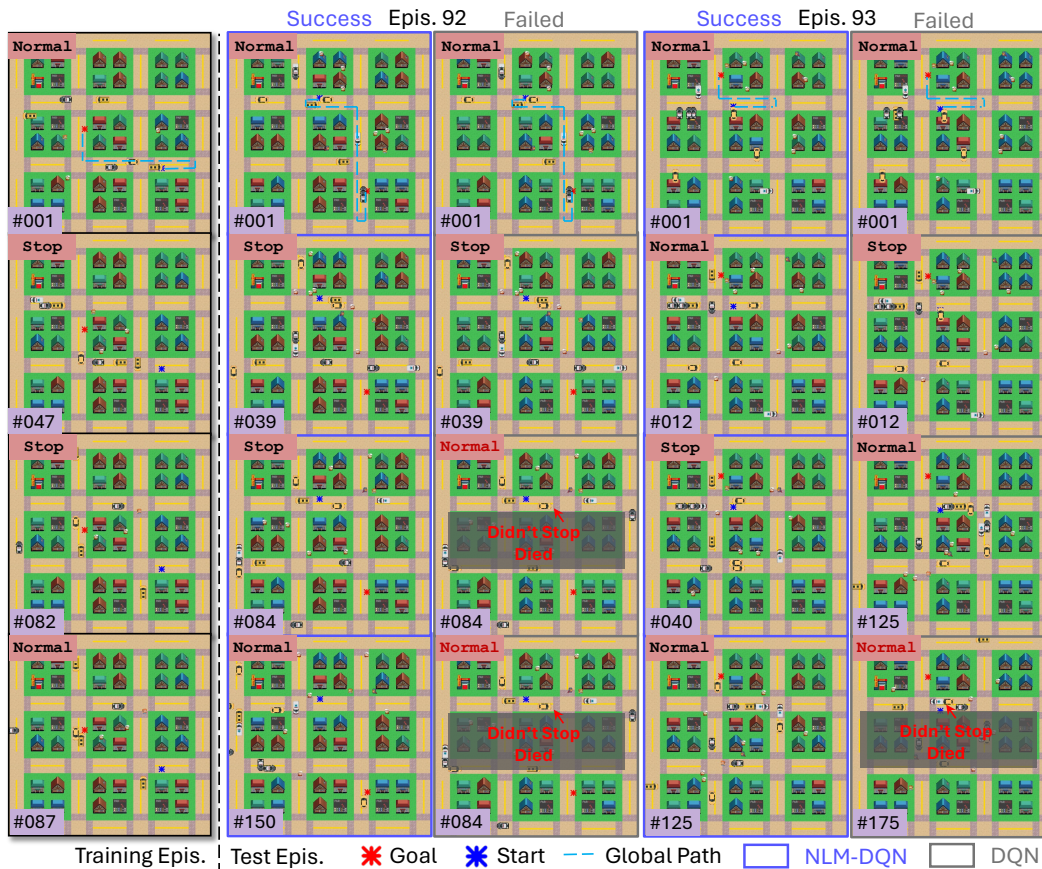 Success Epis. 92 Failed Success Epis. 93 Failed
Normal Normal Normal Normal Normal
#001 #001 #001 #001 #001
Stop Stop Stop Normal Stop
#047 #039 #039 #012 #012
Stop Stop Normal Stop Normal
Didn't Stop
Died
#082 #084 #084 #040 #125
Normal Normal Normal Normal Normal
Didn't Stop Didn't Stop
Died Died
#087 #150 #084 #125 #175
Training Epis. Test Epis. Goal Start Global Path NLM-DQN DQN